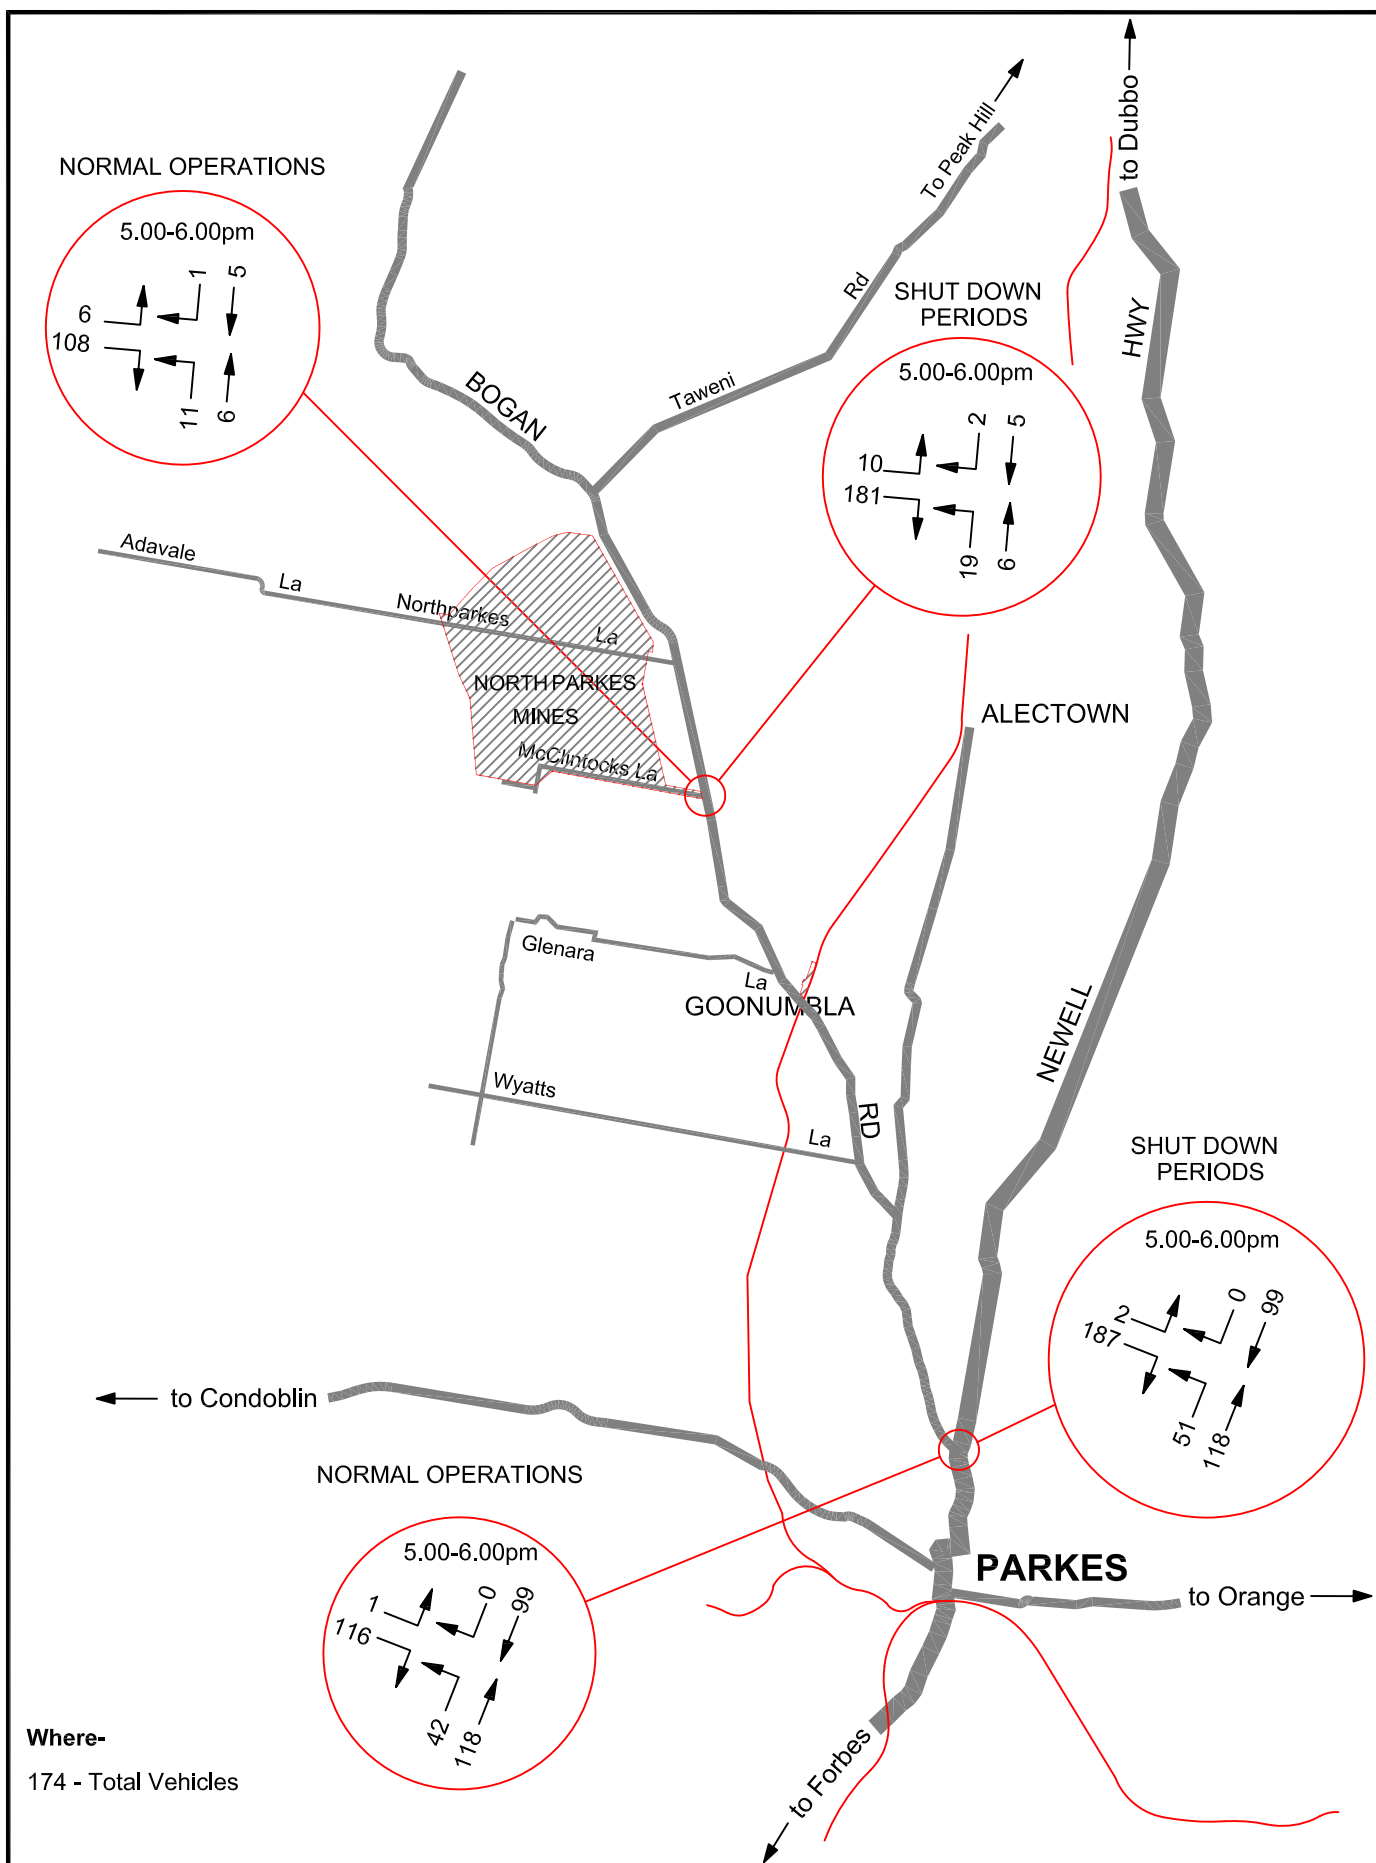 to Dubbo
To Peak Hill
NORMAL OPERATIONS
5.00-6.00pm
1
5
6
108
11
6
Rd
SHUT DOWN
PERIODS
5.00-6.00pm
2
5
10
181
19
6
HWY
BOGAN
Taweni
Adavale
La
Northparkes
La
NORTH PARKES
MINES
McClintocks La
ALECTOWN
Glenara
La
GOONUMBLA
NEWELL
Wyatts
La
RD
SHUT DOWN
PERIODS
5.00-6.00pm
0
99
2
187
51
118
to Condoblin
NORMAL OPERATIONS
5.00-6.00pm
0
99
1
116
42
118
PARKES
to Orange
to Forbes
Where-
174 - Total Vehicles